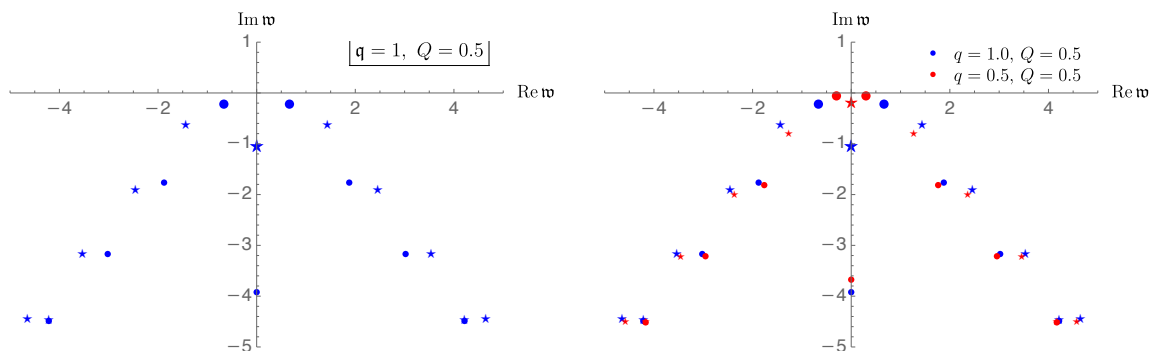 Im 𝔴
1
𝔮 = 1, Q = 0.5
−4 −2 2 4 Re 𝔴
−1
−2
−3
−4
−5
Im 𝔴
1
q = 1.0, Q = 0.5
q = 0.5, Q = 0.5
−4 −2 2 4 Re 𝔴
−1
−2
−3
−4
−5